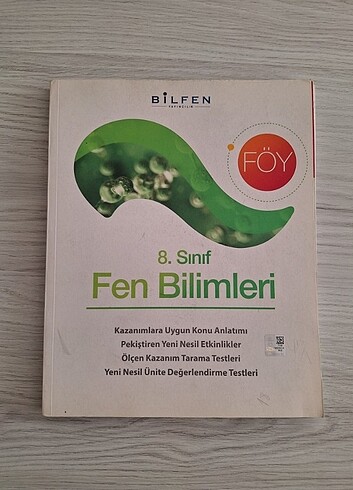 BİLFEN
YAYINCILIK
FÖY
8. Sınıf
Fen Bilimleri
Kazanımlara Uygun Konu Anlatımı
Pekiştiren Yeni Nesil Etkinlikler
Ölçen Kazanım Tarama Testleri
Yeni Nesil Ünite Değerlendirme Testleri